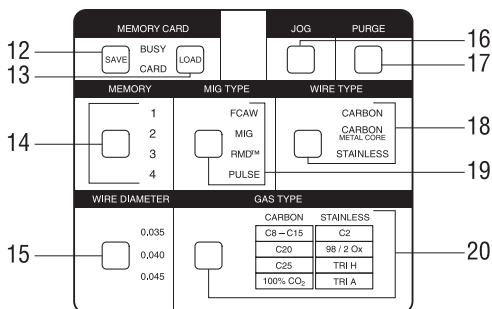 MEMORY CARD
JOG
PURGE
12
SAVE
BUSY
CARD
LOAD
13
16
17
MEMORY
MIG TYPE
WIRE TYPE
14
1
2
3
4
FCAW
MIG
RMD™
PULSE
CARBON
CARBON
METAL CORE
STAINLESS
18
19
WIRE DIAMETER
GAS TYPE
15
0.035
0.040
0.045
CARBON STAINLESS
C8 – C15 C2
C20 98 / 2 Ox
C25 TRI H
100% CO₂ TRI A
20